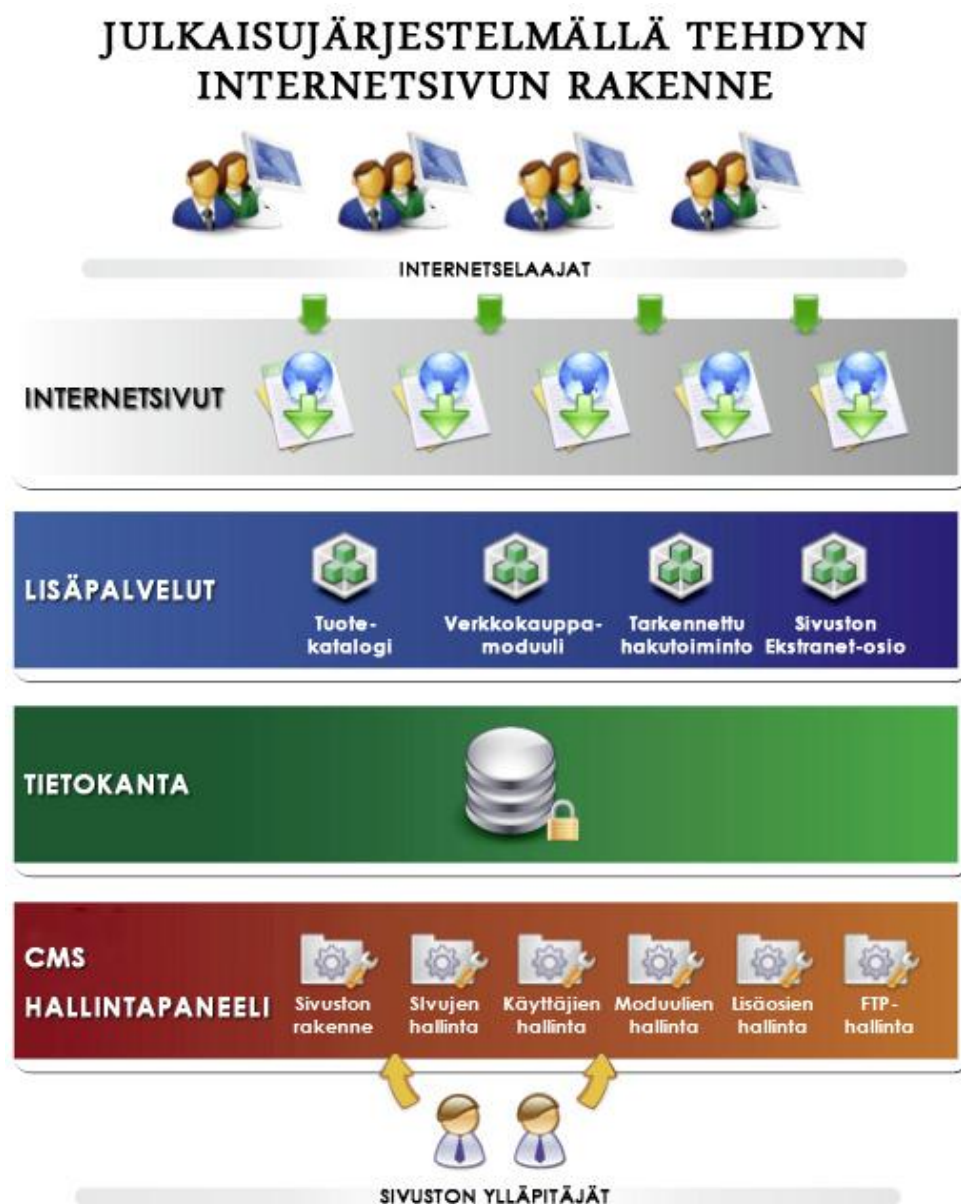 JULKAISUJÄRJESTELMÄLLÄ TEHDYN
INTERNETSIVUN RAKENNE
INTERNETSELAAJAT
INTERNETSIVUT
LISÄPALVELUT
Tuote-
katalogi
Verkkokauppa-
moduuli
Tarkennettu
hakutoiminto
Sivuston
Ekstranet-osio
TIETOKANTA
CMS
HALLINTAPANEELI
Sivuston
rakenne
SIvujen
hallinta
Käyttäjien
hallinta
Moduulien
hallinta
Lisäosien
hallinta
FTP-
hallinta
SIVUSTON YLLÄPITÄJÄT